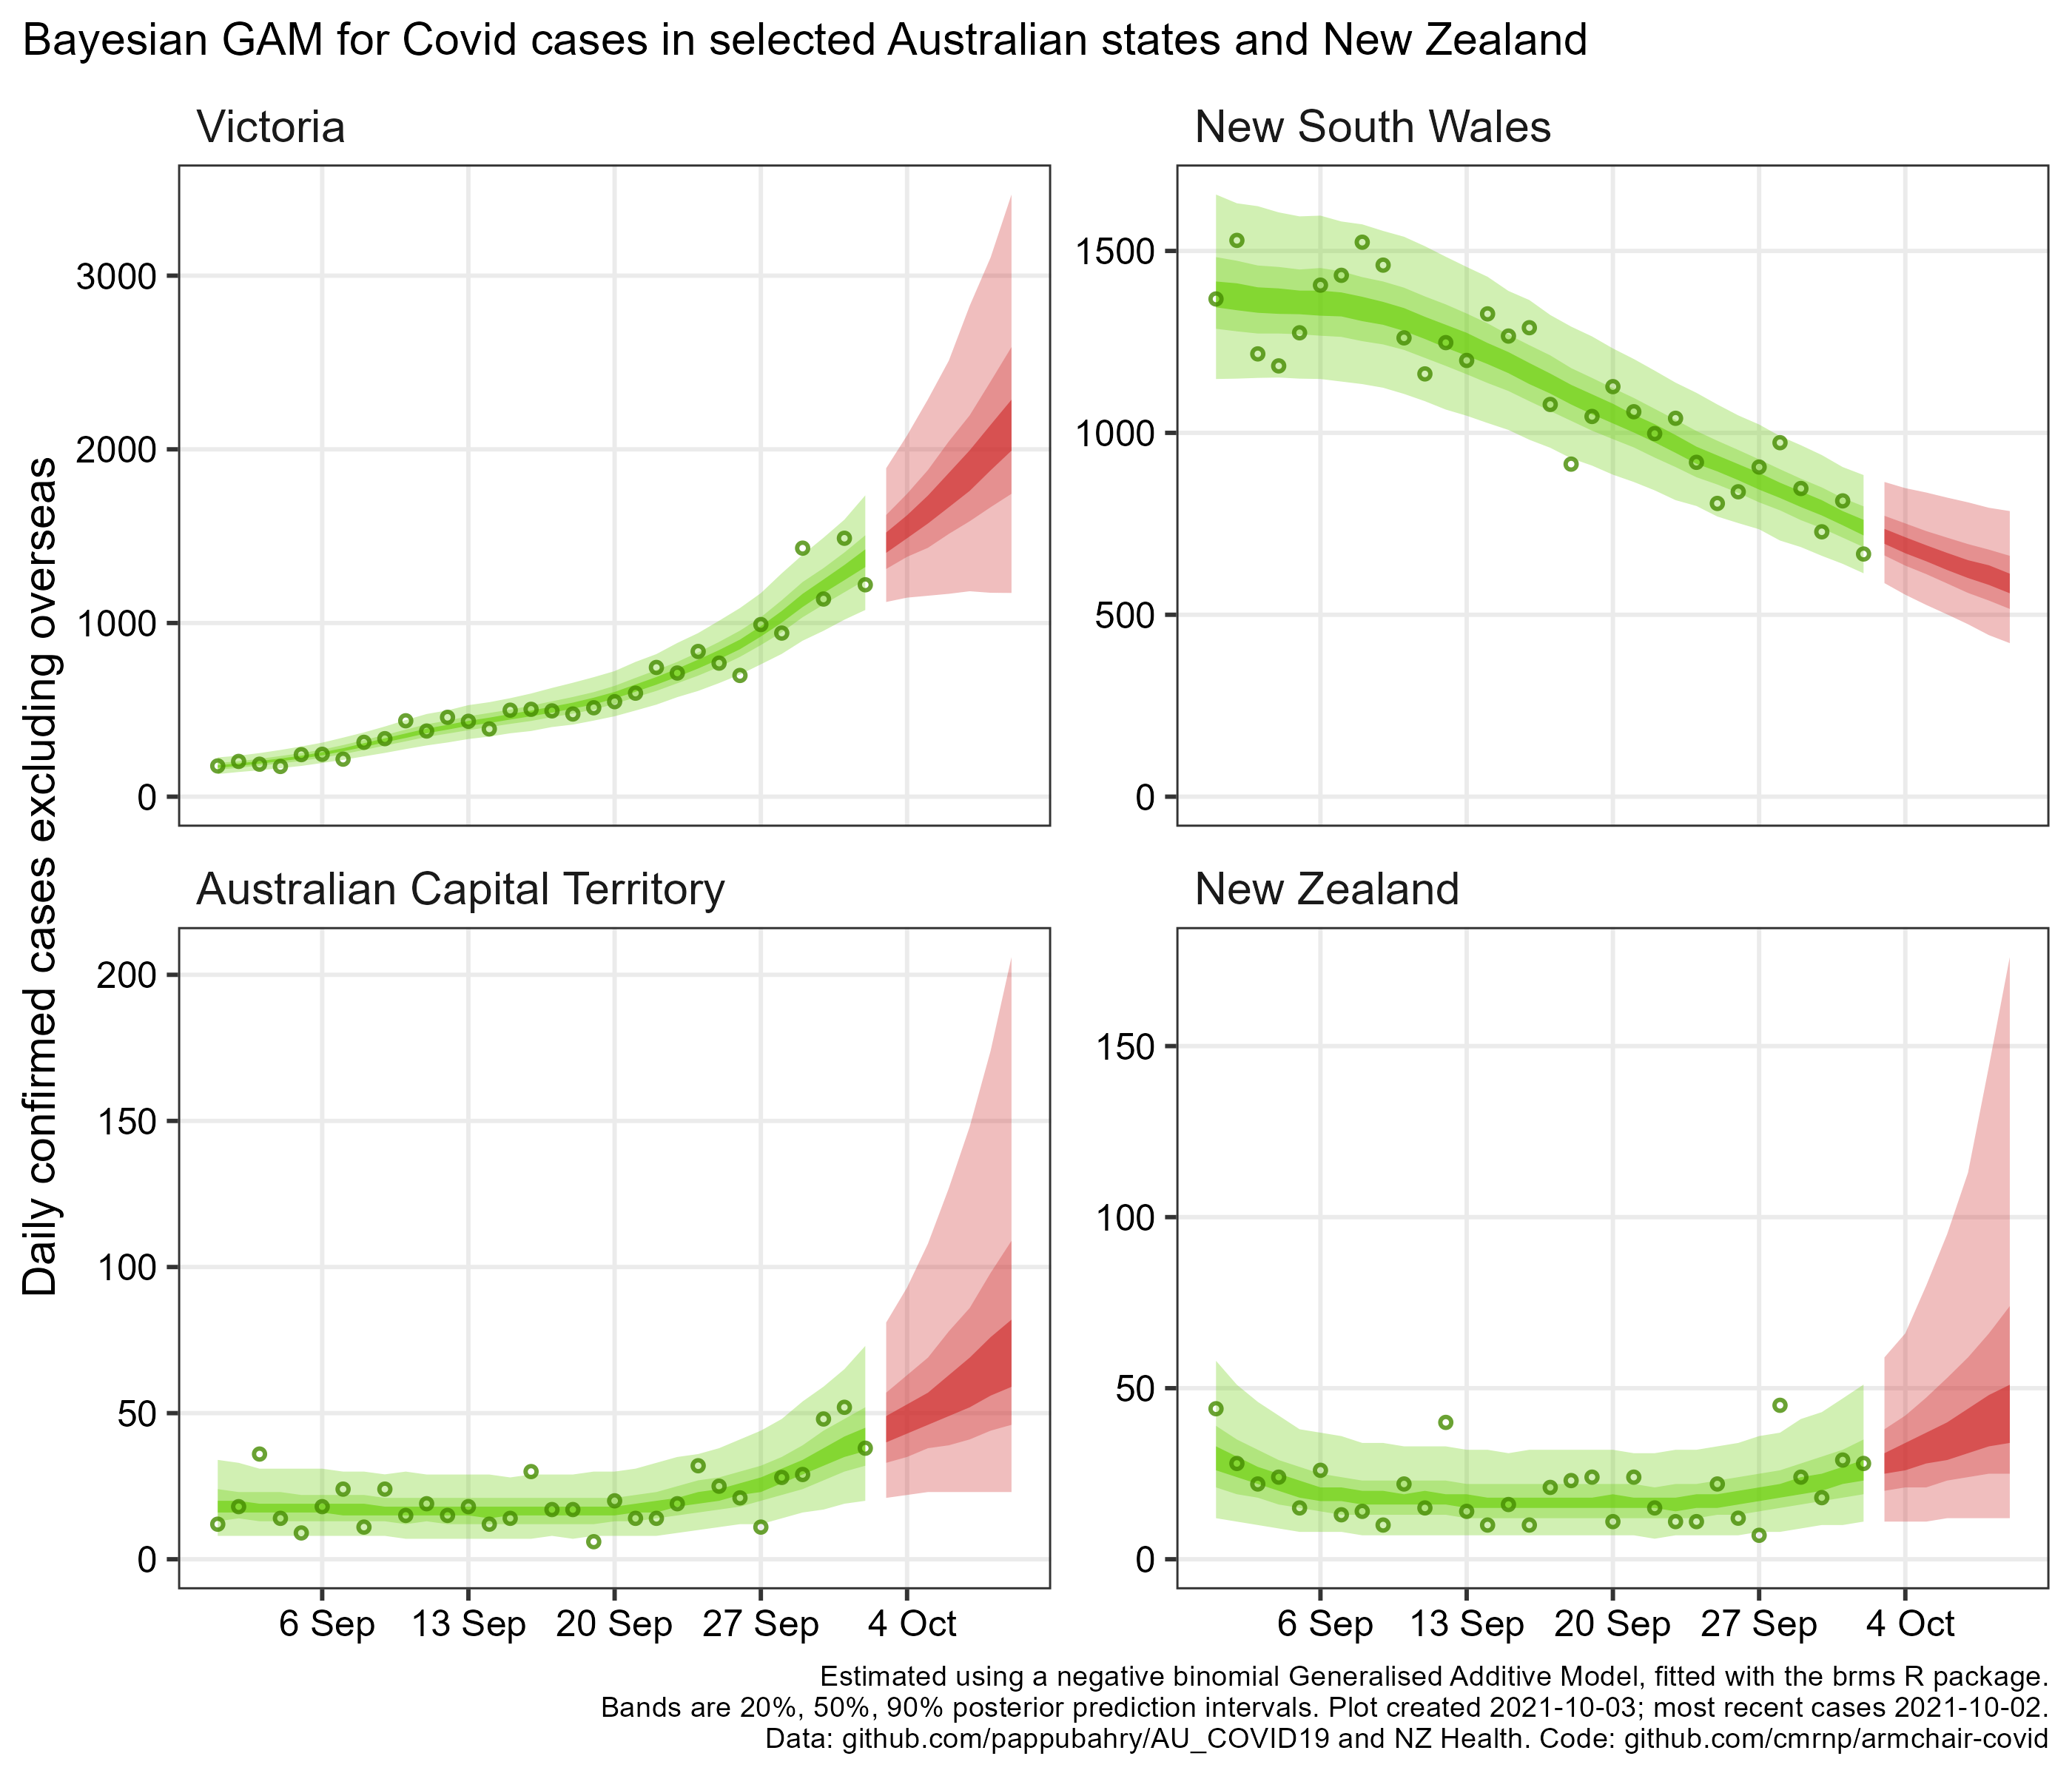 Bayesian GAM for Covid cases in selected Australian states and New Zealand
Daily confirmed cases excluding overseas
Victoria
3000
2000
1000
0
New South Wales
1500
1000
500
0
Australian Capital Territory
200
150
100
50
0
6 Sep 13 Sep 20 Sep 27 Sep 4 Oct
New Zealand
150
100
50
0
6 Sep 13 Sep 20 Sep 27 Sep 4 Oct
Estimated using a negative binomial Generalised Additive Model, fitted with the brms R package.
Bands are 20%, 50%, 90% posterior prediction intervals. Plot created 2021-10-03; most recent cases 2021-10-02.
Data: github.com/pappubahry/AU_COVID19 and NZ Health. Code: github.com/cmrnp/armchair-covid